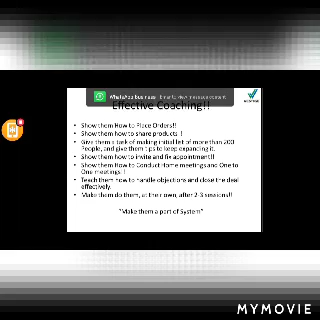 WhatsApp Business
Effective Coaching!!
• Show them How to Place Orders!!
• Show them how to share products!!
• Give them a task of making initial list of more than 200
People, and give them tips to keep expanding it.
• Show them how to invite and fix appointment!!
• Show them How to Conduct Home meetings and One to
One meetings!!
• Teach them how to handle objections and close the deal
effectively.
• Make them do them, at their own, after 2-3 sessions!!
“Make them a part of System”
MYMOVIE